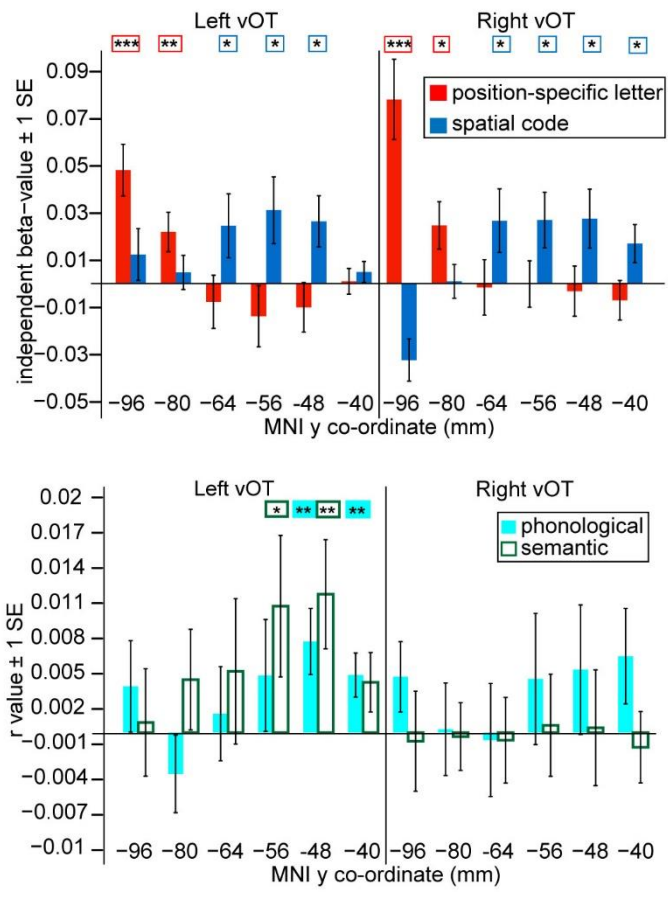 Left vOT Right vOT
*** ** * * * *** * * * * *
0.09
position-specific letter
0.07
spatial code
0.05
0.03
0.01
−0.01
−0.03
−0.05
independent beta−value ± 1 SE
−96 −80 −64 −56 -48 −40 −96 −80 -64 −56 −48 −40
MNI y co-ordinate (mm)
Left vOT Right vOT
0.02
* ** ** **
0.017
phonological
semantic
0.014
0.011
0.008
0.005
0.002
−0.001
−0.004
−0.007
−0.01
r value ± 1 SE
−96 −80 −64 −56 -48 −40 −96 −80 -64 −56 −48 −40
MNI y co-ordinate (mm)